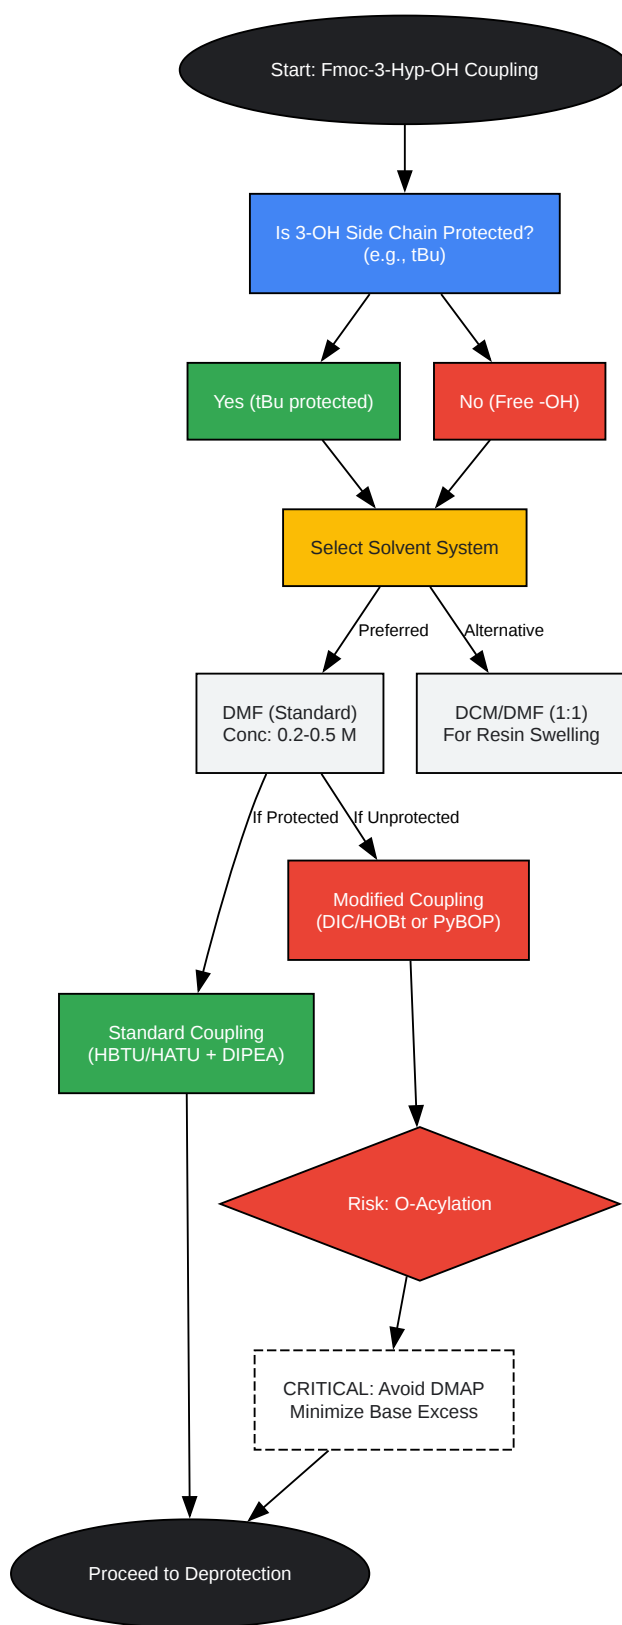 Start: Fmoc-3-Hyp-OH Coupling
Is 3-OH Side Chain Protected?
(e.g., tBu)
Yes (tBu protected)
No (Free -OH)
Select Solvent System
Preferred
Alternative
DMF (Standard)
Conc: 0.2-0.5 M
DCM/DMF (1:1)
For Resin Swelling
If Protected
If Unprotected
Modified Coupling
(DIC/HOBt or PyBOP)
Standard Coupling
(HBTU/HATU + DIPEA)
Risk: O-Acylation
CRITICAL: Avoid DMAP
Minimize Base Excess
Proceed to Deprotection